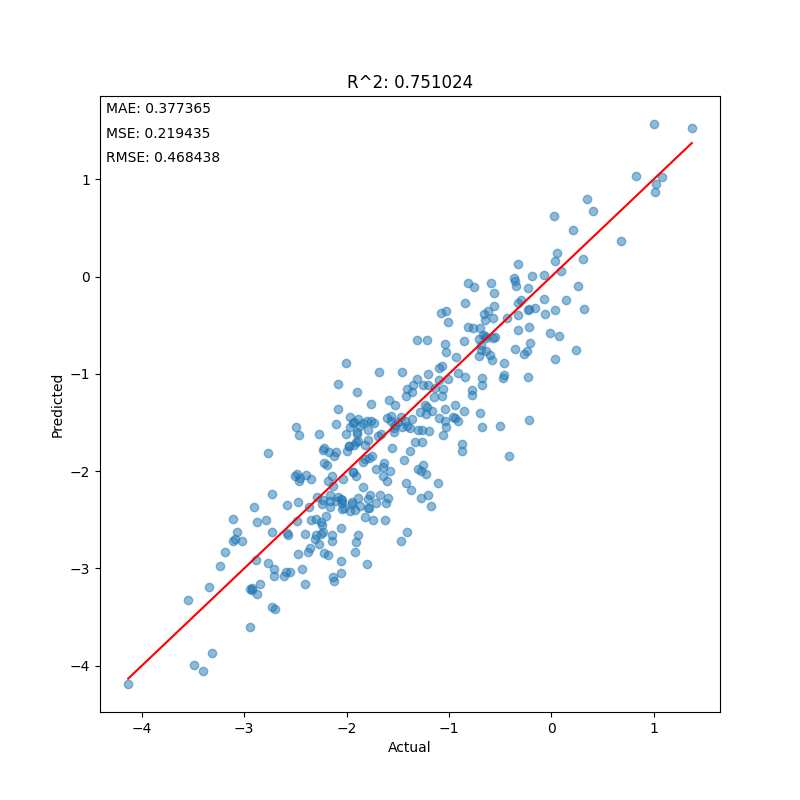 R^2: 0.751024
MAE: 0.377365
MSE: 0.219435
RMSE: 0.468438
1
0
−1
−2
−3
−4
Predicted
−4 −3 −2 −1 0 1
Actual